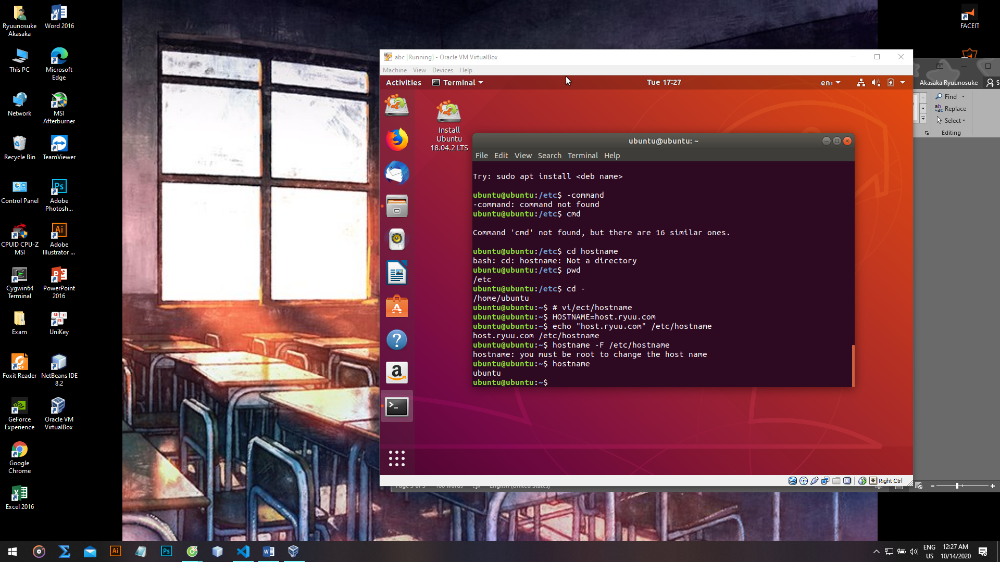 Ryuunosuke
Akasaka
Word 2016
This PC
Microsoft
Edge
Network
MSI
Afterburner
Recycle Bin
TeamViewer
Control Panel
Adobe
Photosh...
CPUID CPU-Z
MSI
Adobe
Illustrator ...
Cygwin64
Terminal
PowerPoint
2016
Exam
UniKey
Foxit Reader
NetBeans IDE
8.2
GeForce
Experience
Oracle VM
VirtualBox
Google
Chrome
Excel 2016
FACEIT
abc [Running] - Oracle VM VirtualBox
Machine View Devices Help
Activities Terminal Tue 17:27 en₁
Install
Ubuntu
18.04.2 LTS
ubuntu@ubuntu: ~
File Edit View Search Terminal Help
Try: sudo apt install <deb name>
ubuntu@ubuntu:/etc$ -command
-command: command not found
ubuntu@ubuntu:/etc$ cmd
Command 'cmd' not found, but there are 16 similar ones.
ubuntu@ubuntu:/etc$ cd hostname
bash: cd: hostname: Not a directory
ubuntu@ubuntu:/etc$ pwd
/etc
ubuntu@ubuntu:/etc$ cd -
/home/ubuntu
ubuntu@ubuntu:~$ # vi/ect/hostname
ubuntu@ubuntu:~$ HOSTNAME=host.ryuu.com
ubuntu@ubuntu:~$ echo "host.ryuu.com" /etc/hostname
host.ryuu.com /etc/hostname
ubuntu@ubuntu:~$ hostname -F /etc/hostname
hostname: you must be root to change the host name
ubuntu@ubuntu:~$ hostname
ubuntu
ubuntu@ubuntu:~$
Right Ctrl
Akasaka Ryuunosuke S
Find
Replace
Select
Editing
ENG
US
12:27 AM
10/14/2020